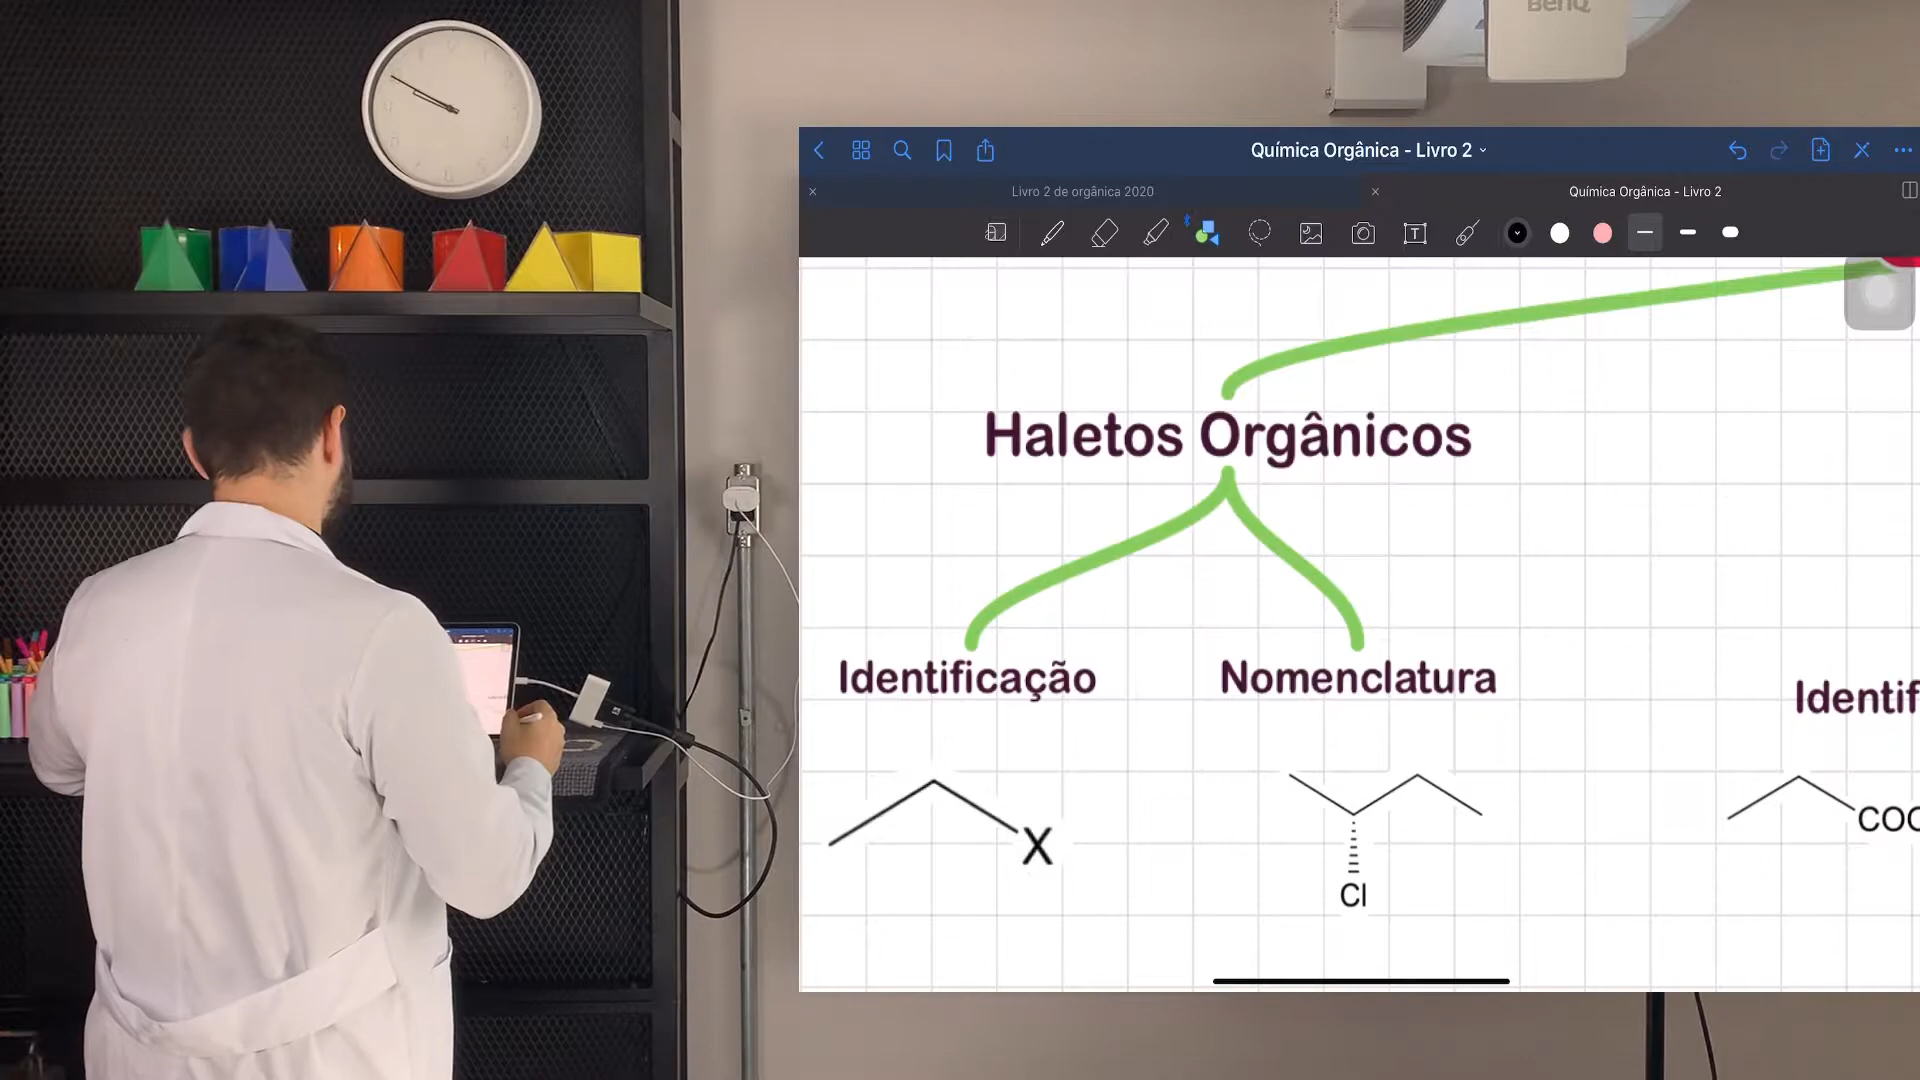 BenQ
Química Orgânica - Livro 2
Livro 2 de orgânica 2020
Química Orgânica - Livro 2
T
Haletos Orgânicos
Identificação
Nomenclatura
Identif
X
Cl
COO